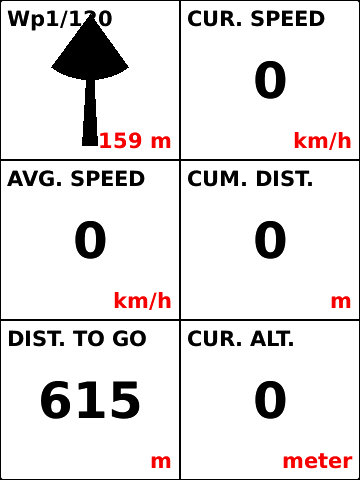 Wp1/120
159 m
CUR. SPEED
0
km/h
AVG. SPEED
0
km/h
CUM. DIST.
0
m
DIST. TO GO
615
m
CUR. ALT.
0
meter